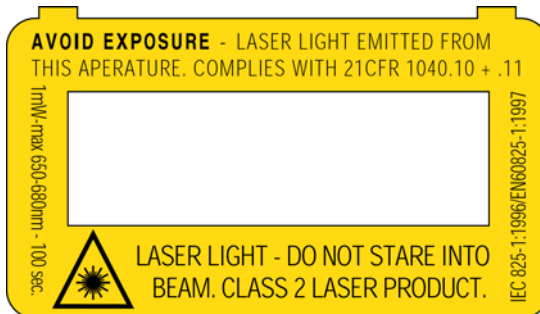 AVOID EXPOSURE - LASER LIGHT EMITTED FROM
THIS APERATURE. COMPLIES WITH 21CFR 1040.10 + .11
1mW-max 650-680nm - 100 sec.
IEC 825-1:1996/EN60825-1:1997
LASER LIGHT - DO NOT STARE INTO
BEAM. CLASS 2 LASER PRODUCT.